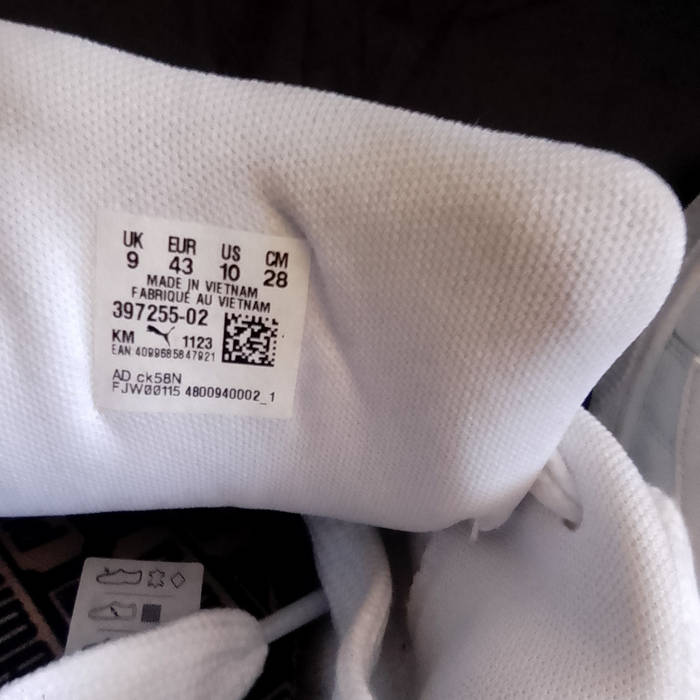 UK EUR US CM
9 43 10 28
MADE IN VIETNAM
FABRIQUÉ AU VIETNAM
397255-02
KM 1123
EAN 4099685847921
AD ck58N
FJW00115 4800940002_1